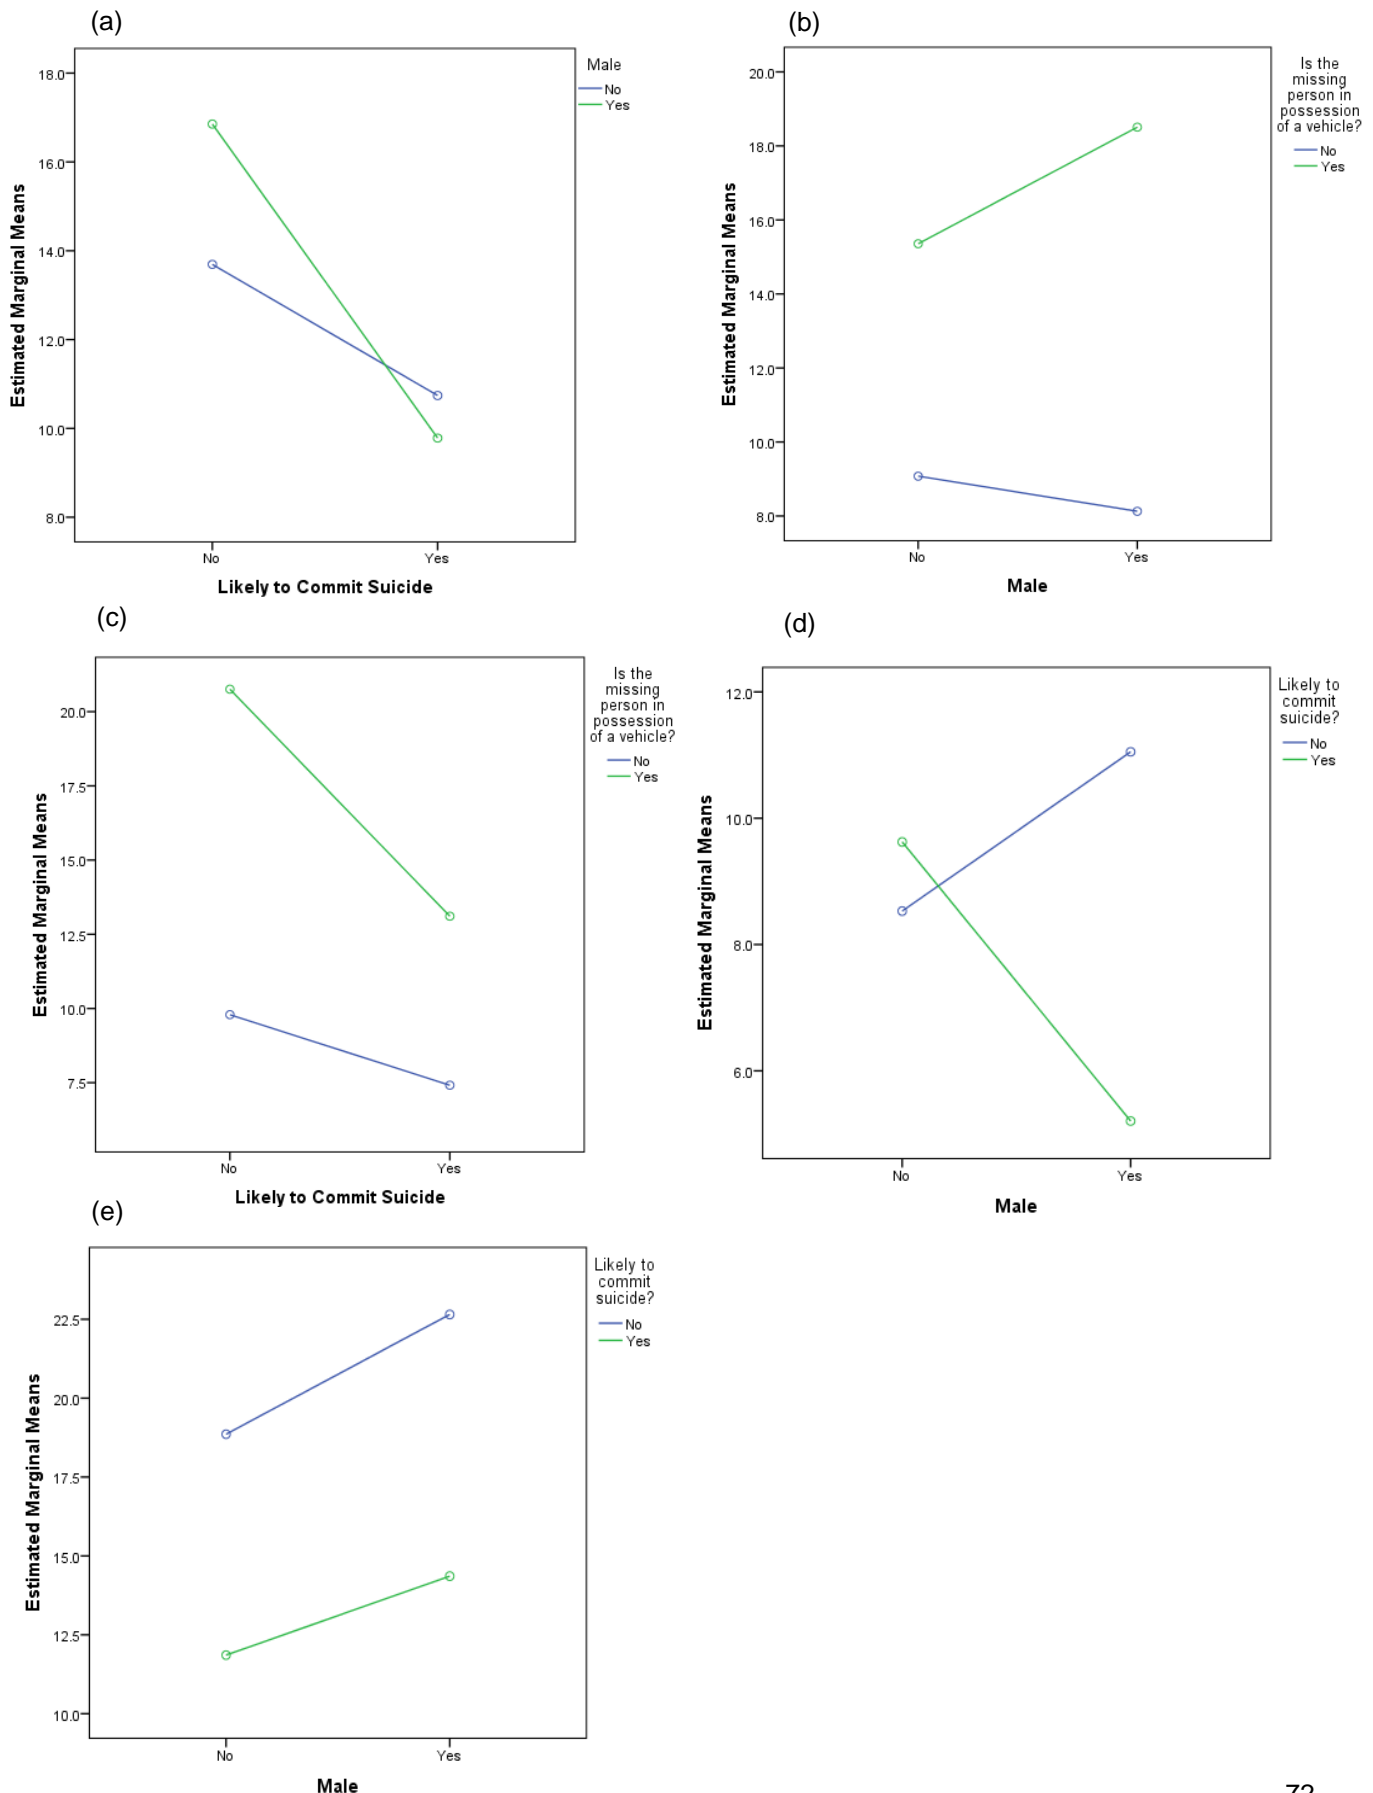 (a)
Male
No
Yes
18.0
16.0
14.0
12.0
10.0
8.0
Estimated Marginal Means
No Yes
Likely to Commit Suicide
(b)
Is the
missing
person in
possession
of a vehicle?
No
Yes
20.0
18.0
16.0
14.0
12.0
10.0
8.0
Estimated Marginal Means
No Yes
Male
(c)
Is the
missing
person in
possession
of a vehicle?
No
Yes
20.0
17.5
15.0
12.5
10.0
7.5
Estimated Marginal Means
No Yes
Likely to Commit Suicide
(d)
Likely to
commit
suicide?
No
Yes
12.0
10.0
8.0
6.0
Estimated Marginal Means
No Yes
Male
(e)
Likely to
commit
suicide?
No
Yes
22.5
20.0
17.5
15.0
12.5
10.0
Estimated Marginal Means
No Yes
Male